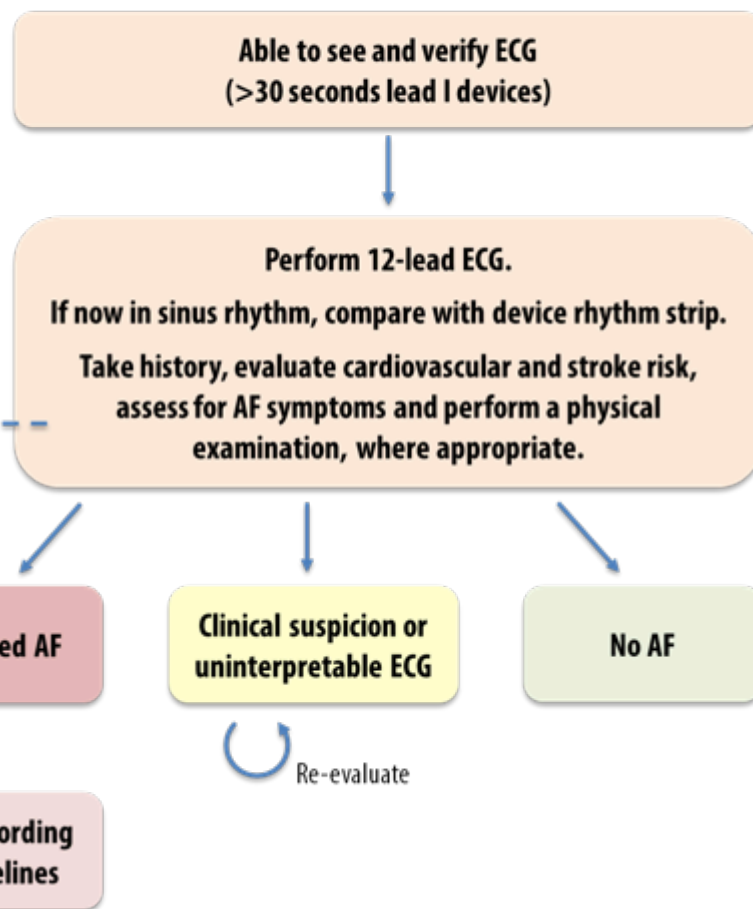 Able to see and verify ECG
(>30 seconds lead I devices)
Perform 12-lead ECG.
If now in sinus rhythm, compare with device rhythm strip.
Take history, evaluate cardiovascular and stroke risk,
assess for AF symptoms and perform a physical
examination, where appropriate.
ed AF
Clinical suspicion or
uninterpretable ECG
No AF
Re-evaluate
ording
elines